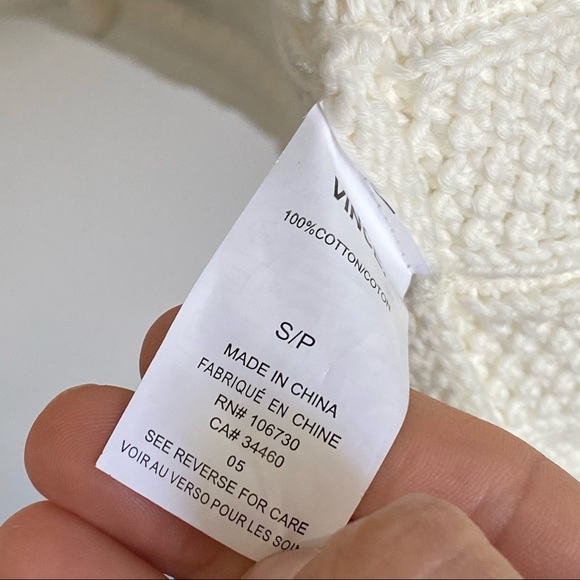 100%COTTON/COTON
S/P
MADE IN CHINA
FABRIQUÉ EN CHINE
RN# 106730
CA# 34460
05
SEE REVERSE FOR CARE
VOIR AU VERSO POUR LES